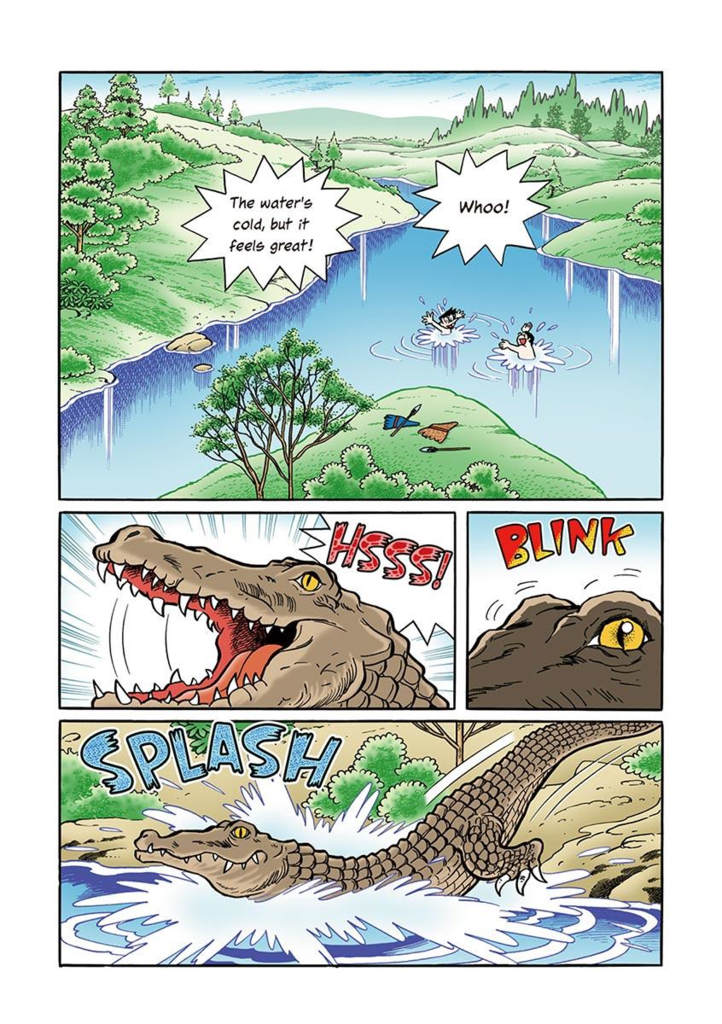 The water's
cold, but it
feels great!
Whoo!
HSSS!
BLINK
SPLASH